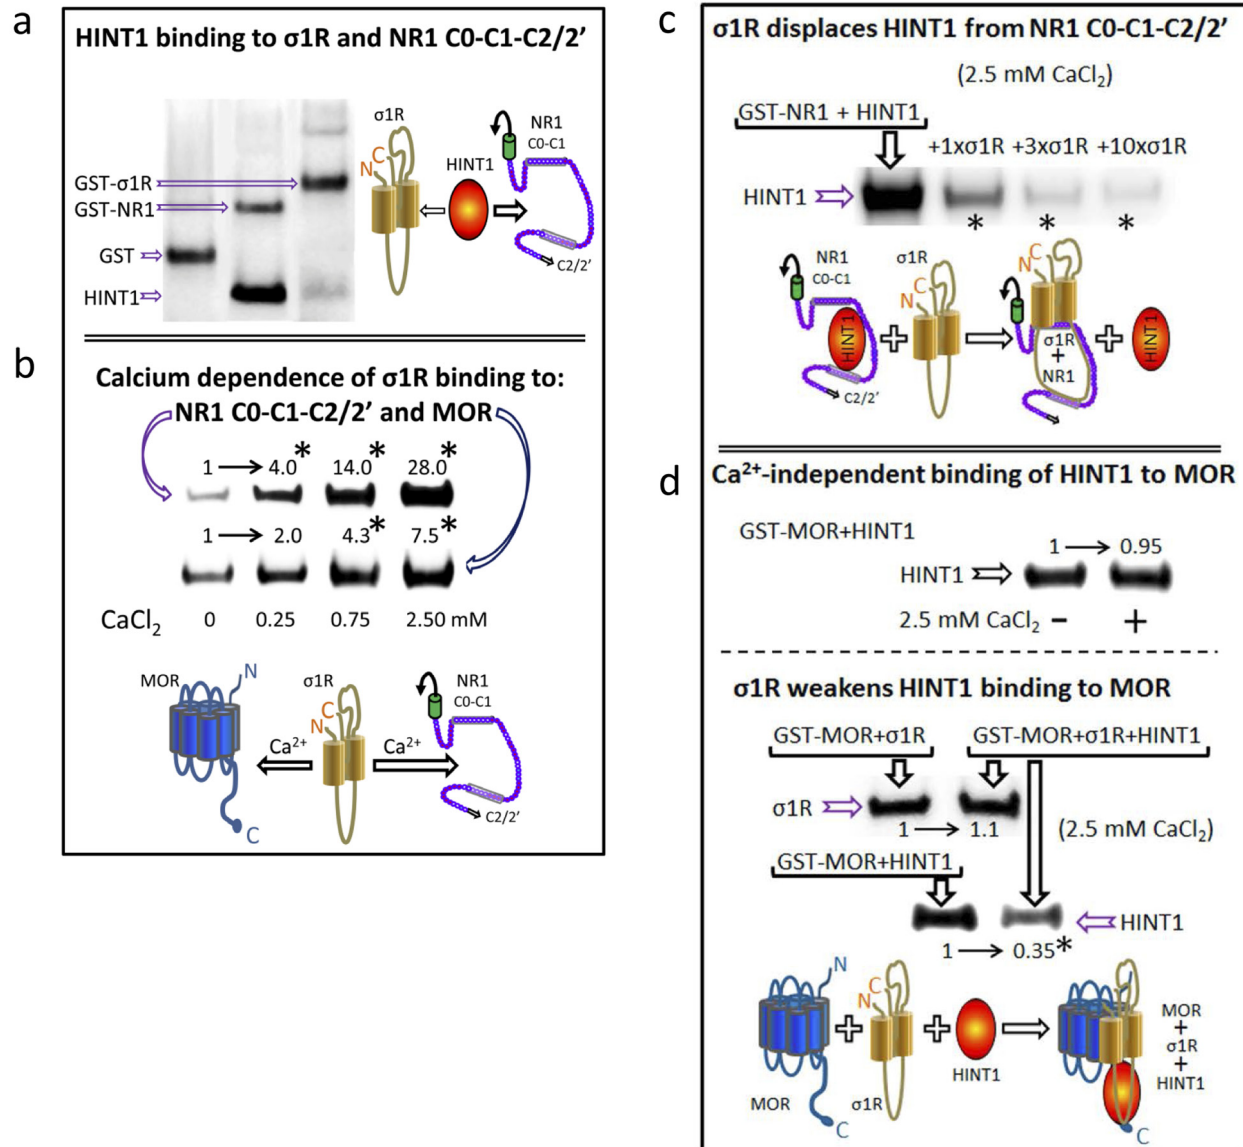 a
HINT1 binding to σ1R and NR1 C0-C1-C2/2’
GST-σ1R
GST-NR1
GST
HINT1
σ1R
C
N
HINT1
NR1
C0-C1
C2/2’
b
Calcium dependence of σ1R binding to:
NR1 C0-C1-C2/2’ and MOR
1 → 4.0* 14.0* 28.0*
1 → 2.0 4.3* 7.5*
CaCl₂ 0 0.25 0.75 2.50 mM
MOR
N
C
Ca²⁺
σ1R
C
N
Ca²⁺
NR1
C0-C1
C2/2’
c
σ1R displaces HINT1 from NR1 C0-C1-C2/2’
(2.5 mM CaCl₂)
GST-NR1 + HINT1
+1xσ1R +3xσ1R +10xσ1R
HINT1
* * *
NR1
C0-C1
HINT1
C2/2’
+
σ1R
C
N
C
N
σ1R
+
NR1
+
HINT1
d
Ca²⁺-independent binding of HINT1 to MOR
GST-MOR+HINT1
1 → 0.95
HINT1
2.5 mM CaCl₂ - +
σ1R weakens HINT1 binding to MOR
GST-MOR+σ1R GST-MOR+σ1R+HINT1
σ1R
1 → 1.1
(2.5 mM CaCl₂)
GST-MOR+HINT1
HINT1
1 → 0.35*
N
C
MOR
+
C
N
σ1R
+
HINT1
C
MOR
+
σ1R
+
HINT1